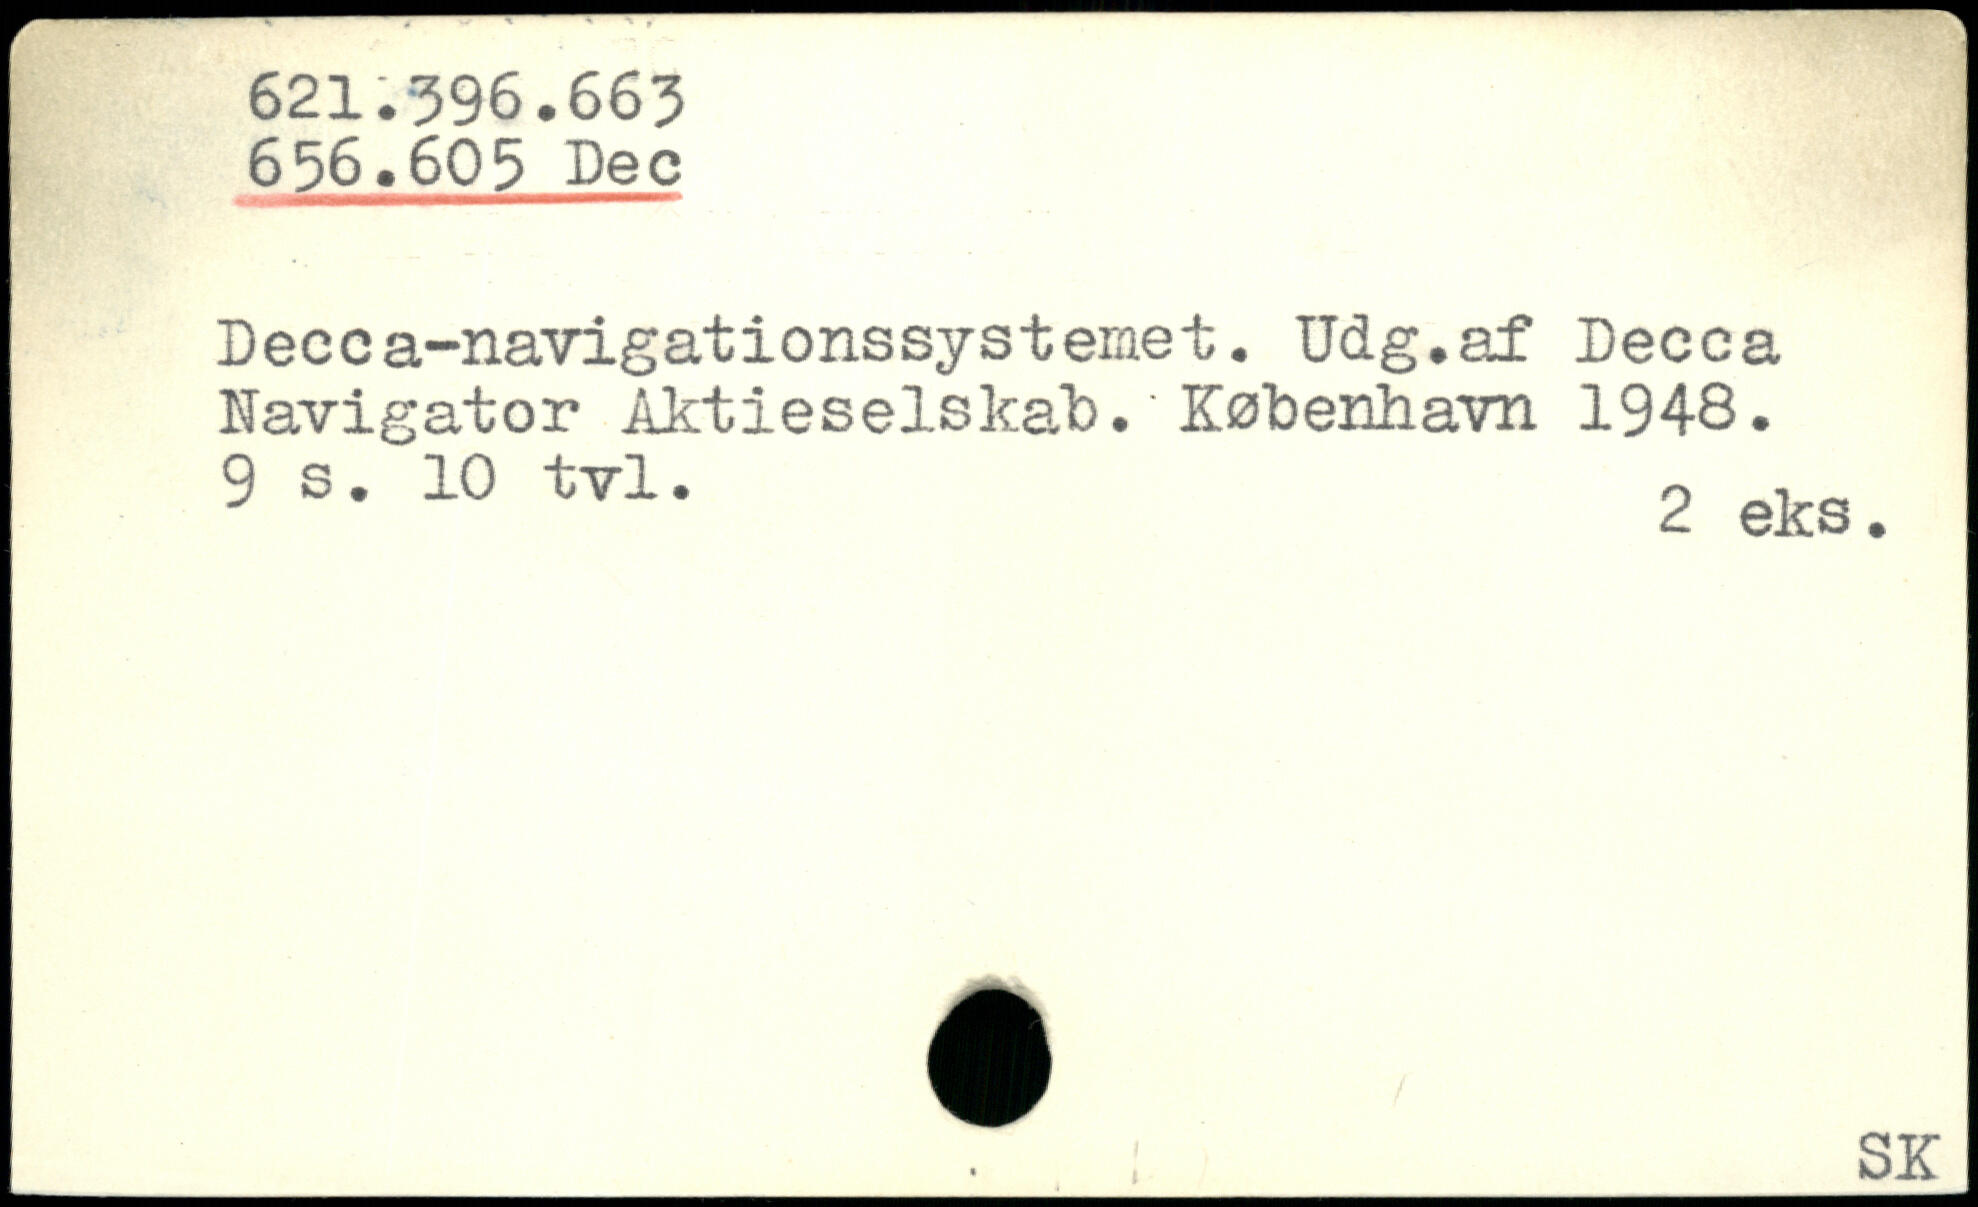 621.396.663
656.605 Dec
Decca-navigationssystemet. Udg.af Decca
Navigator Aktieselskab. København 1948.
9 s. 10 tvl.
2 eks.
SK